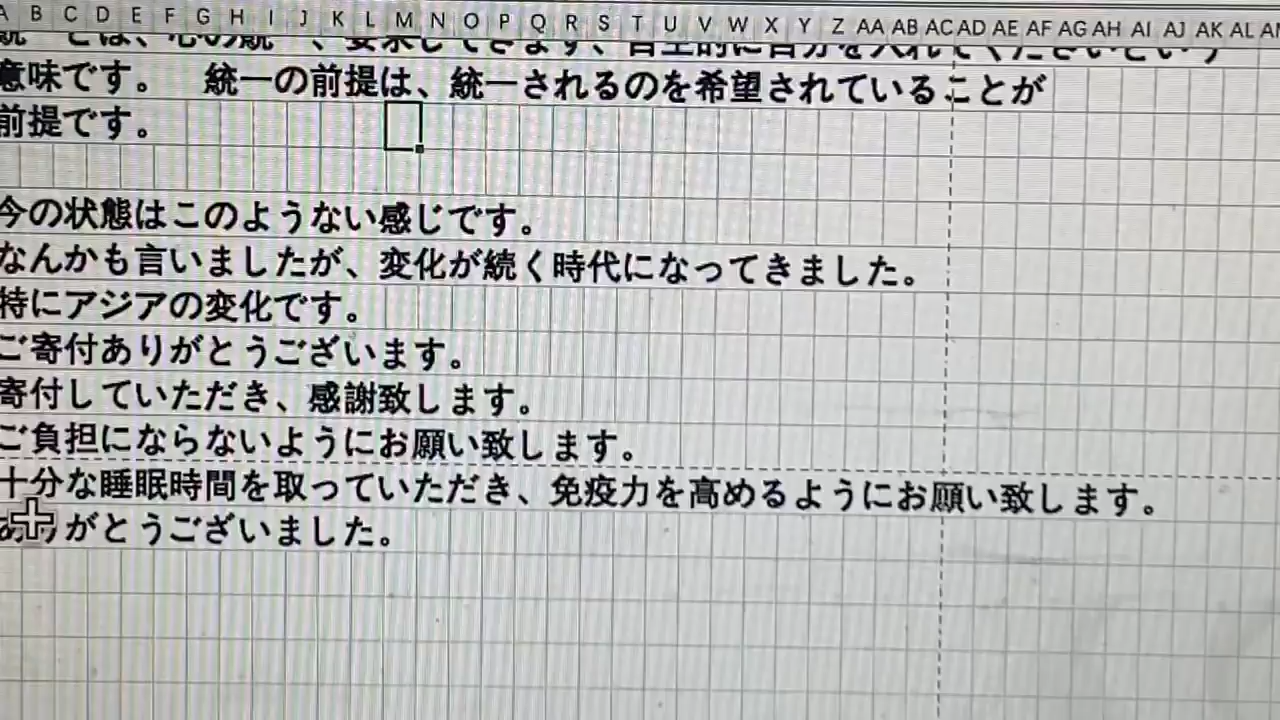 A B C D E F G H I J K L M N O P Q R S T U V W X Y Z AA AB AC AD AE AF AG AH AI AJ AK AL AM
意味です。　統一の前提は、統一されるのを希望されていることが
前提です。
今の状態はこのようない感じです。
なんかも言いましたが、変化が続く時代になってきました。
特にアジアの変化です。
ご寄付ありがとうございます。
寄付していただき、感謝致します。
ご負担にならないようにお願い致します。
十分な睡眠時間を取っていただき、免疫力を高めるようにお願い致します。
ありがとうございました。